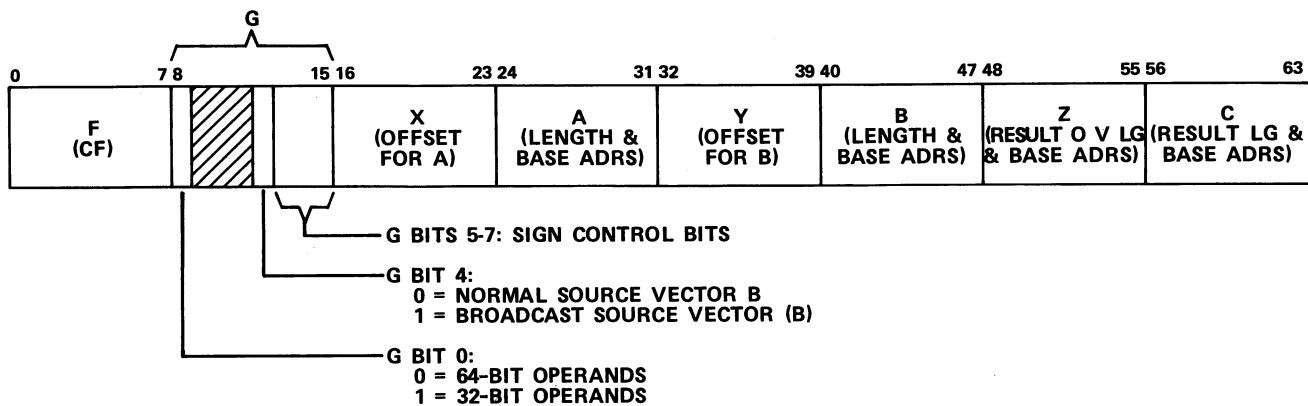 G
0 7 8 15 16 23 24 31 32 39 40 47 48 55 56 63
F X A Y B Z C
(CF) (OFFSET (LENGTH & (OFFSET (LENGTH & (RESULT O V LG (RESULT LG &
FOR A) BASE ADRS) FOR B) BASE ADRS) & BASE ADRS) BASE ADRS)
G BITS 5-7: SIGN CONTROL BITS
G BIT 4:
0 = NORMAL SOURCE VECTOR B
1 = BROADCAST SOURCE VECTOR (B)
G BIT 0:
0 = 64-BIT OPERANDS
1 = 32-BIT OPERANDS